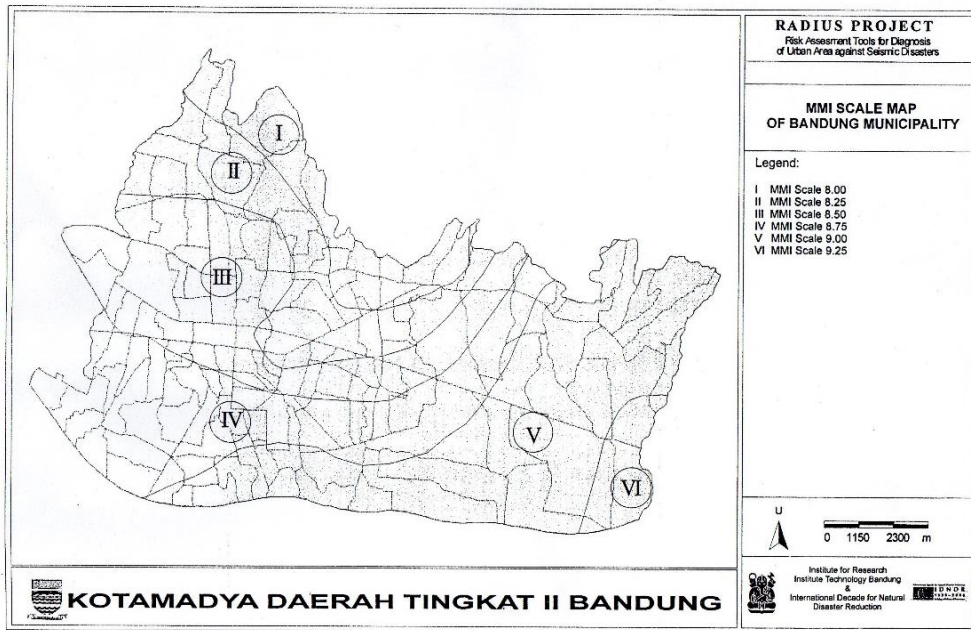 RADIUS PROJECT
Risk Assesment Tools for Diagnosis
of Urban Area against Seismic Disasters
MMI SCALE MAP
OF BANDUNG MUNICIPALITY
Legend:
I MMI Scale 8.00
II MMI Scale 8.25
III MMI Scale 8.50
IV MMI Scale 8.75
V MMI Scale 9.00
VI MMI Scale 9.25
I
II
III
IV
V
VI
U
0 1150 2300 m
Institute for Research
Institute Technology Bandung
&
International Decade for Natural
Disaster Reduction
IDNDR
KOTAMADYA DAERAH TINGKAT II BANDUNG